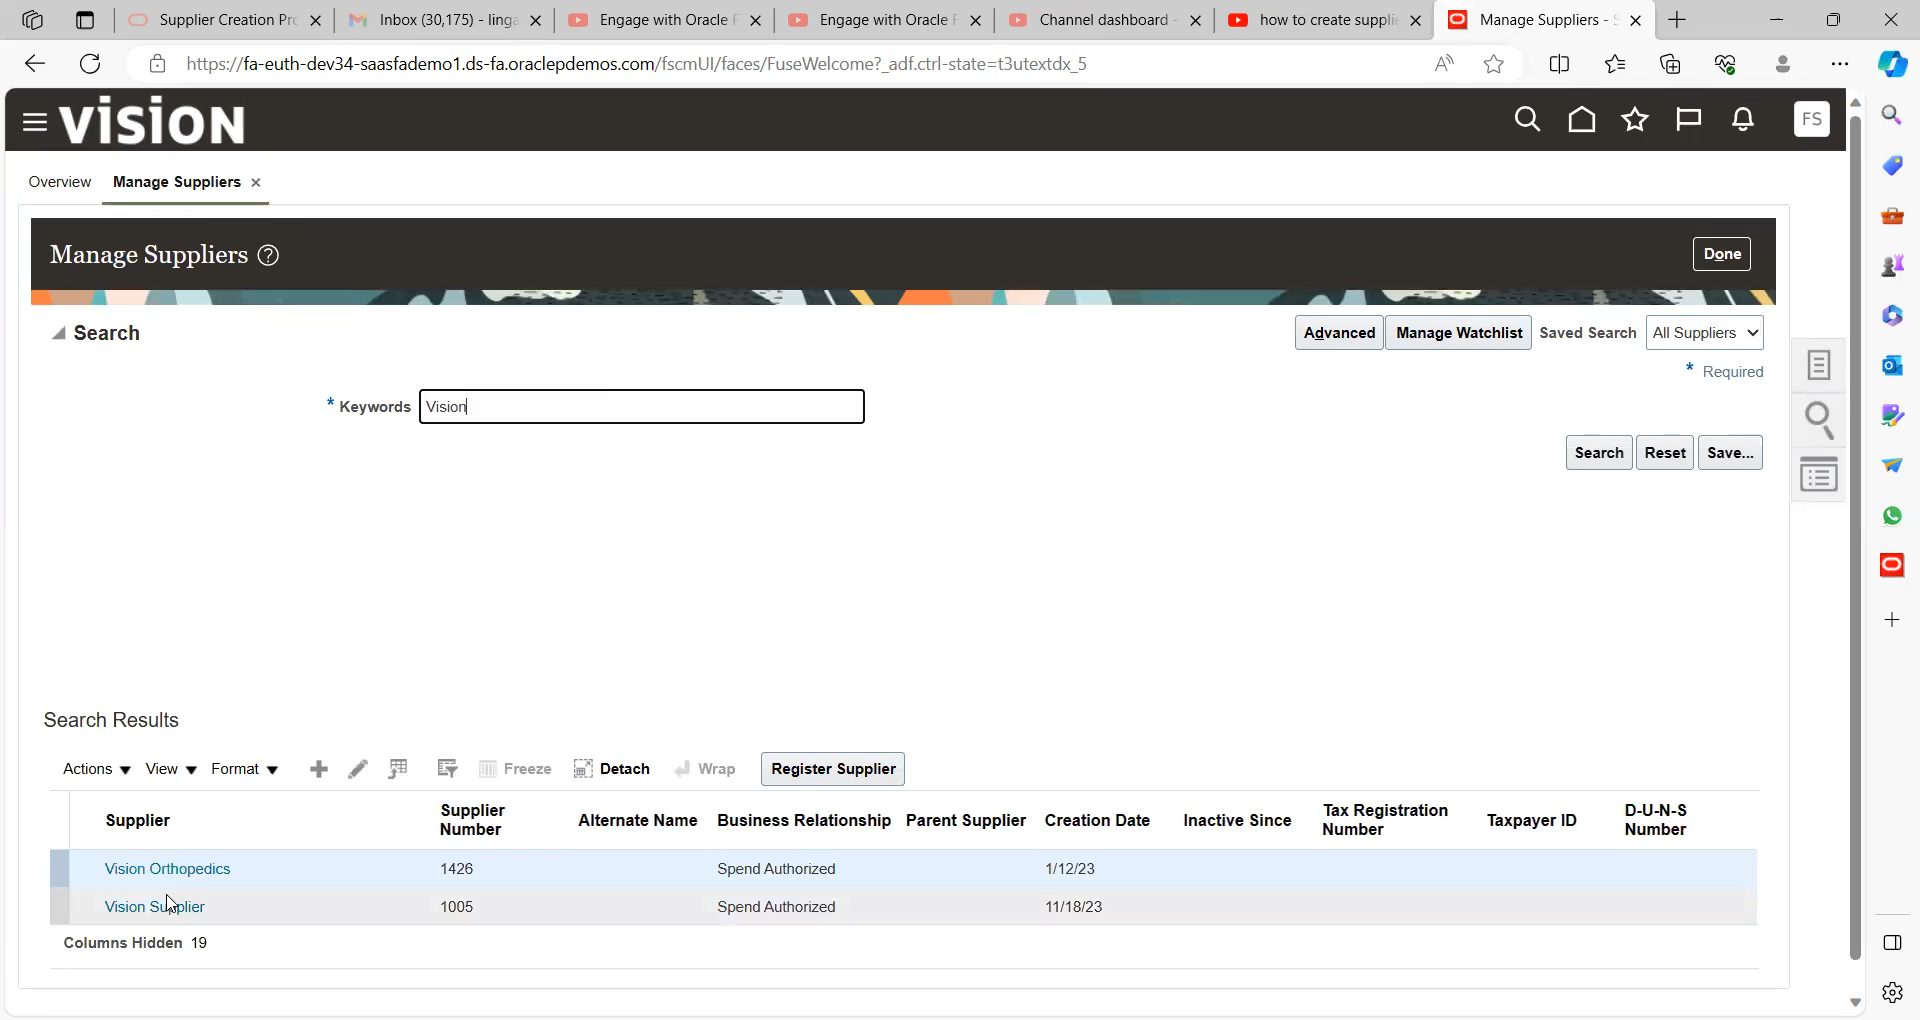 Supplier Creation Pr
Inbox (30,175) - linga
Engage with Oracle F
Engage with Oracle F
Channel dashboard -
how to create supplie
Manage Suppliers - S
https://fa-euth-dev34-saasfademo1.ds-fa.oraclepdemos.com/fscmUI/faces/FuseWelcome?_adf.ctrl-state=t3utextdx_5
VISION
FS
Overview
Manage Suppliers
Manage Suppliers
Done
Search
Advanced
Manage Watchlist
Saved Search
All Suppliers
* Required
* Keywords
Vision
Search
Reset
Save...
Search Results
Actions
View
Format
Freeze
Detach
Wrap
Register Supplier
Supplier
Supplier Number
Alternate Name
Business Relationship
Parent Supplier
Creation Date
Inactive Since
Tax Registration Number
Taxpayer ID
D-U-N-S Number
Vision Orthopedics 1426 Spend Authorized 1/12/23
Vision Supplier 1005 Spend Authorized 11/18/23
Columns Hidden 19